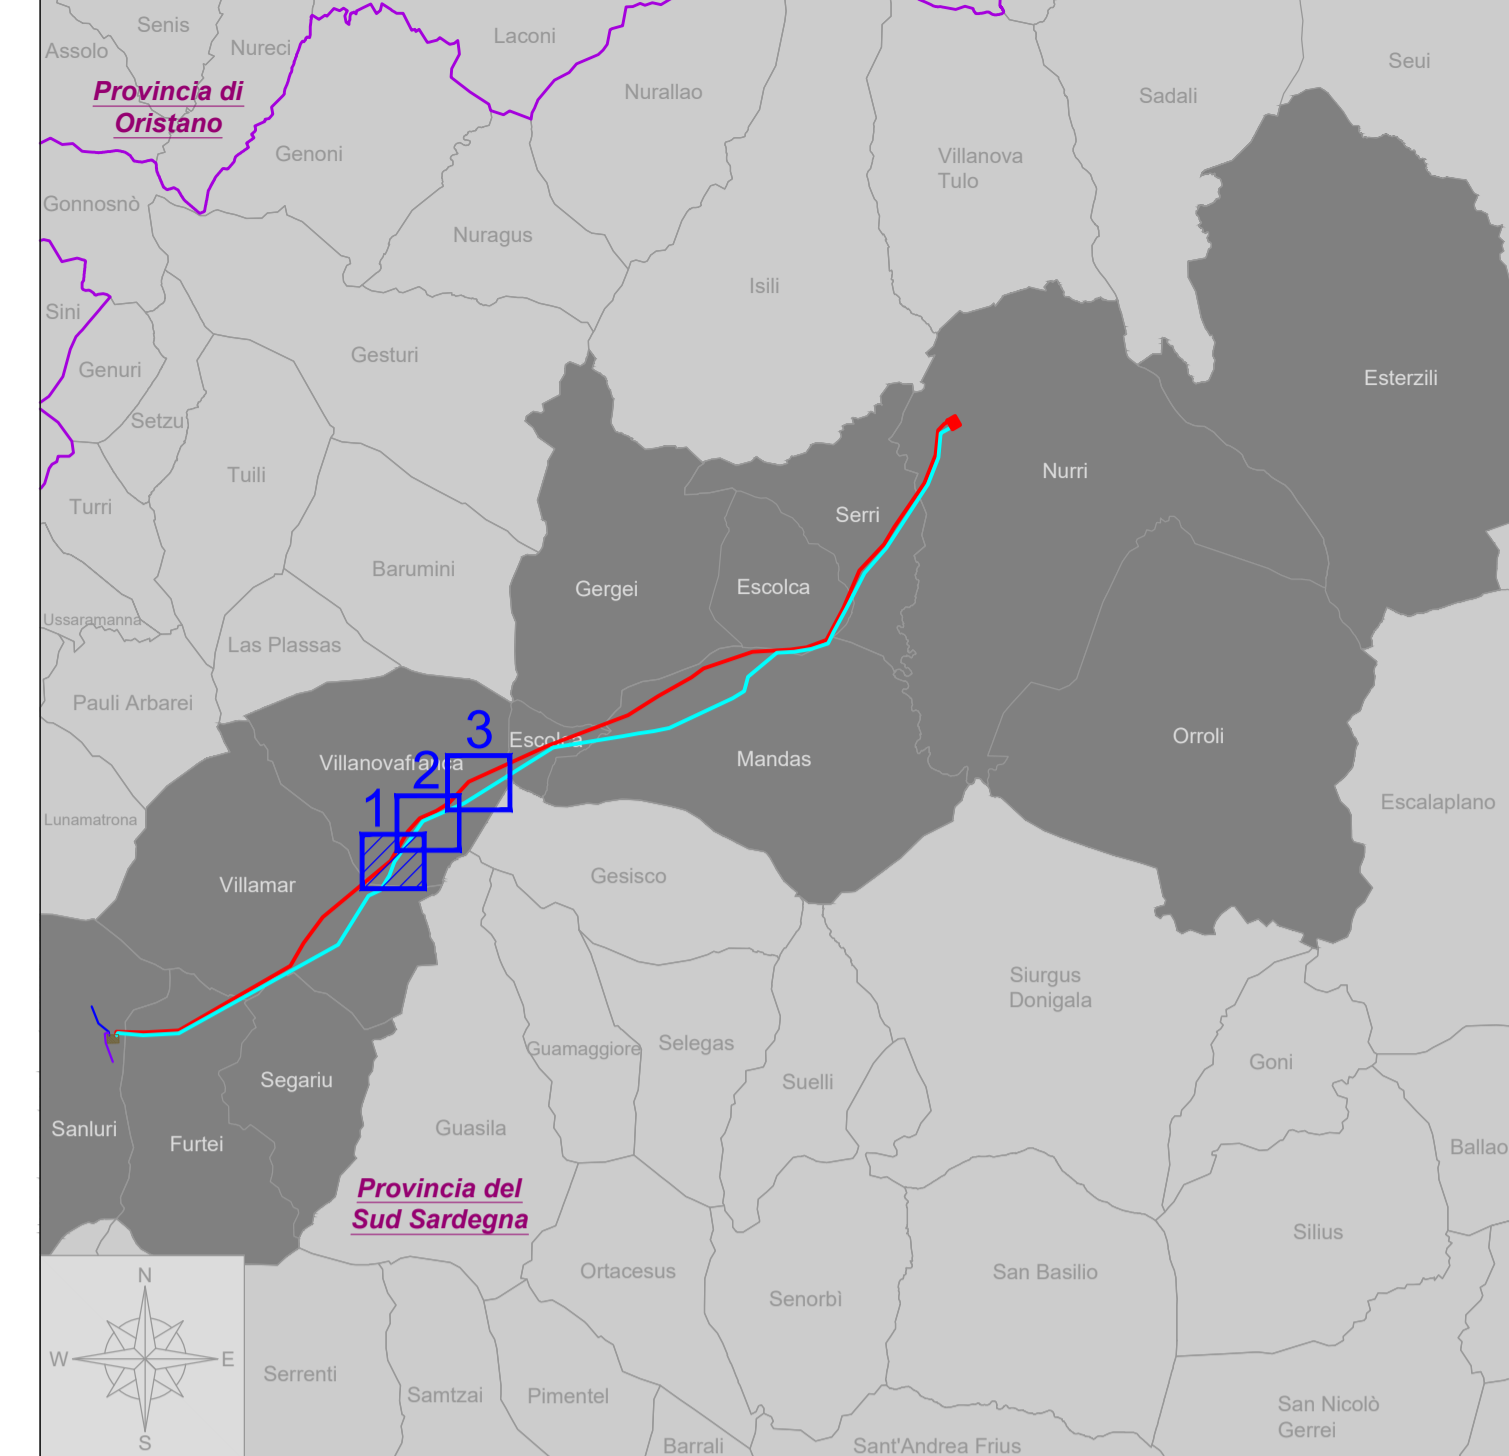 Senis
Laconi
Nureci
Assolo
Seui
Provincia di
Oristano
Nurallao
Sadali
Genoni
Villanova
Tulo
Gonnosnò
Nuragus
Isili
Sini
Gesturi
Genuri
Esterzili
Setzu
Tuili
Nurri
Turri
Serri
Barumini
Gergei
Escolca
Ussaramanna
Las Plassas
Pauli Arbarei
3
Escolca
Orroli
Villanovafranca
Mandas
2
1
Escalaplano
Lunamatrona
Gesisco
Villamar
Siurgus
Donigala
Guamaggiore
Selegas
Goni
Segariu
Suelli
Sanluri
Guasila
Furtei
Ballao
Provincia del
Sud Sardegna
Silius
Ortacesus
San Basilio
N
Senorbì
W
E
Serrenti
Samtzai
Pimentel
San Nicolò
Gerrei
S
Barrali
Sant'Andrea Frius